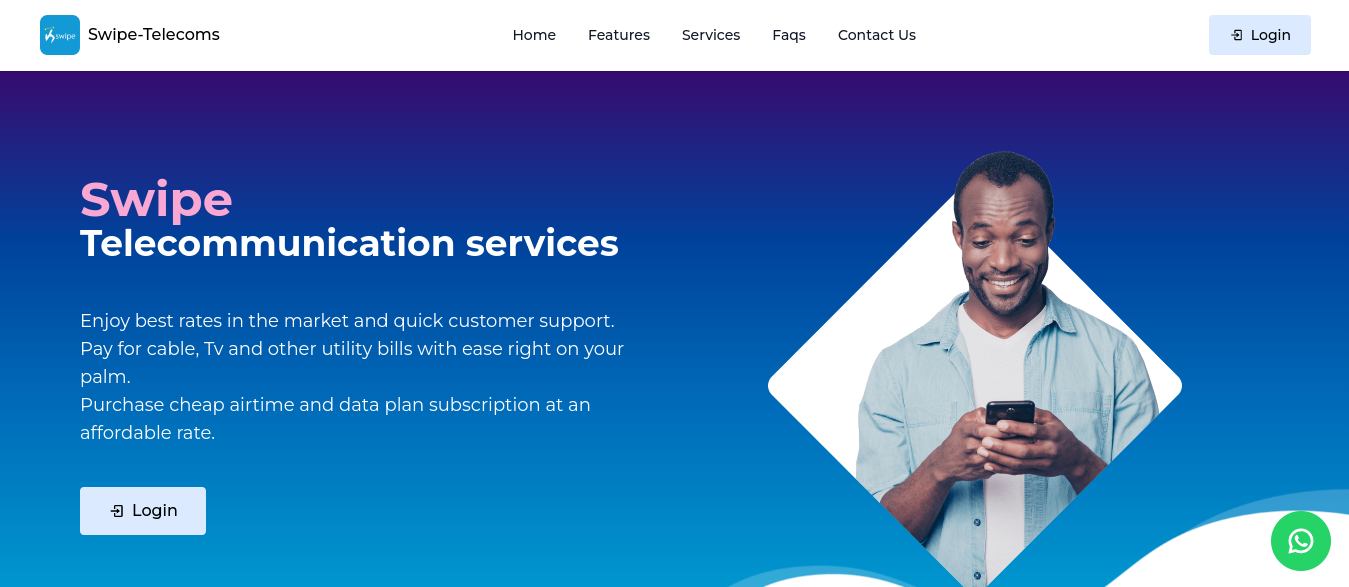 swipe
Swipe-Telecoms
Home
Features
Services
Faqs
Contact Us
Login
Swipe
Telecommunication services
Enjoy best rates in the market and quick customer support.
Pay for cable, Tv and other utility bills with ease right on your
palm.
Purchase cheap airtime and data plan subscription at an
affordable rate.
Login